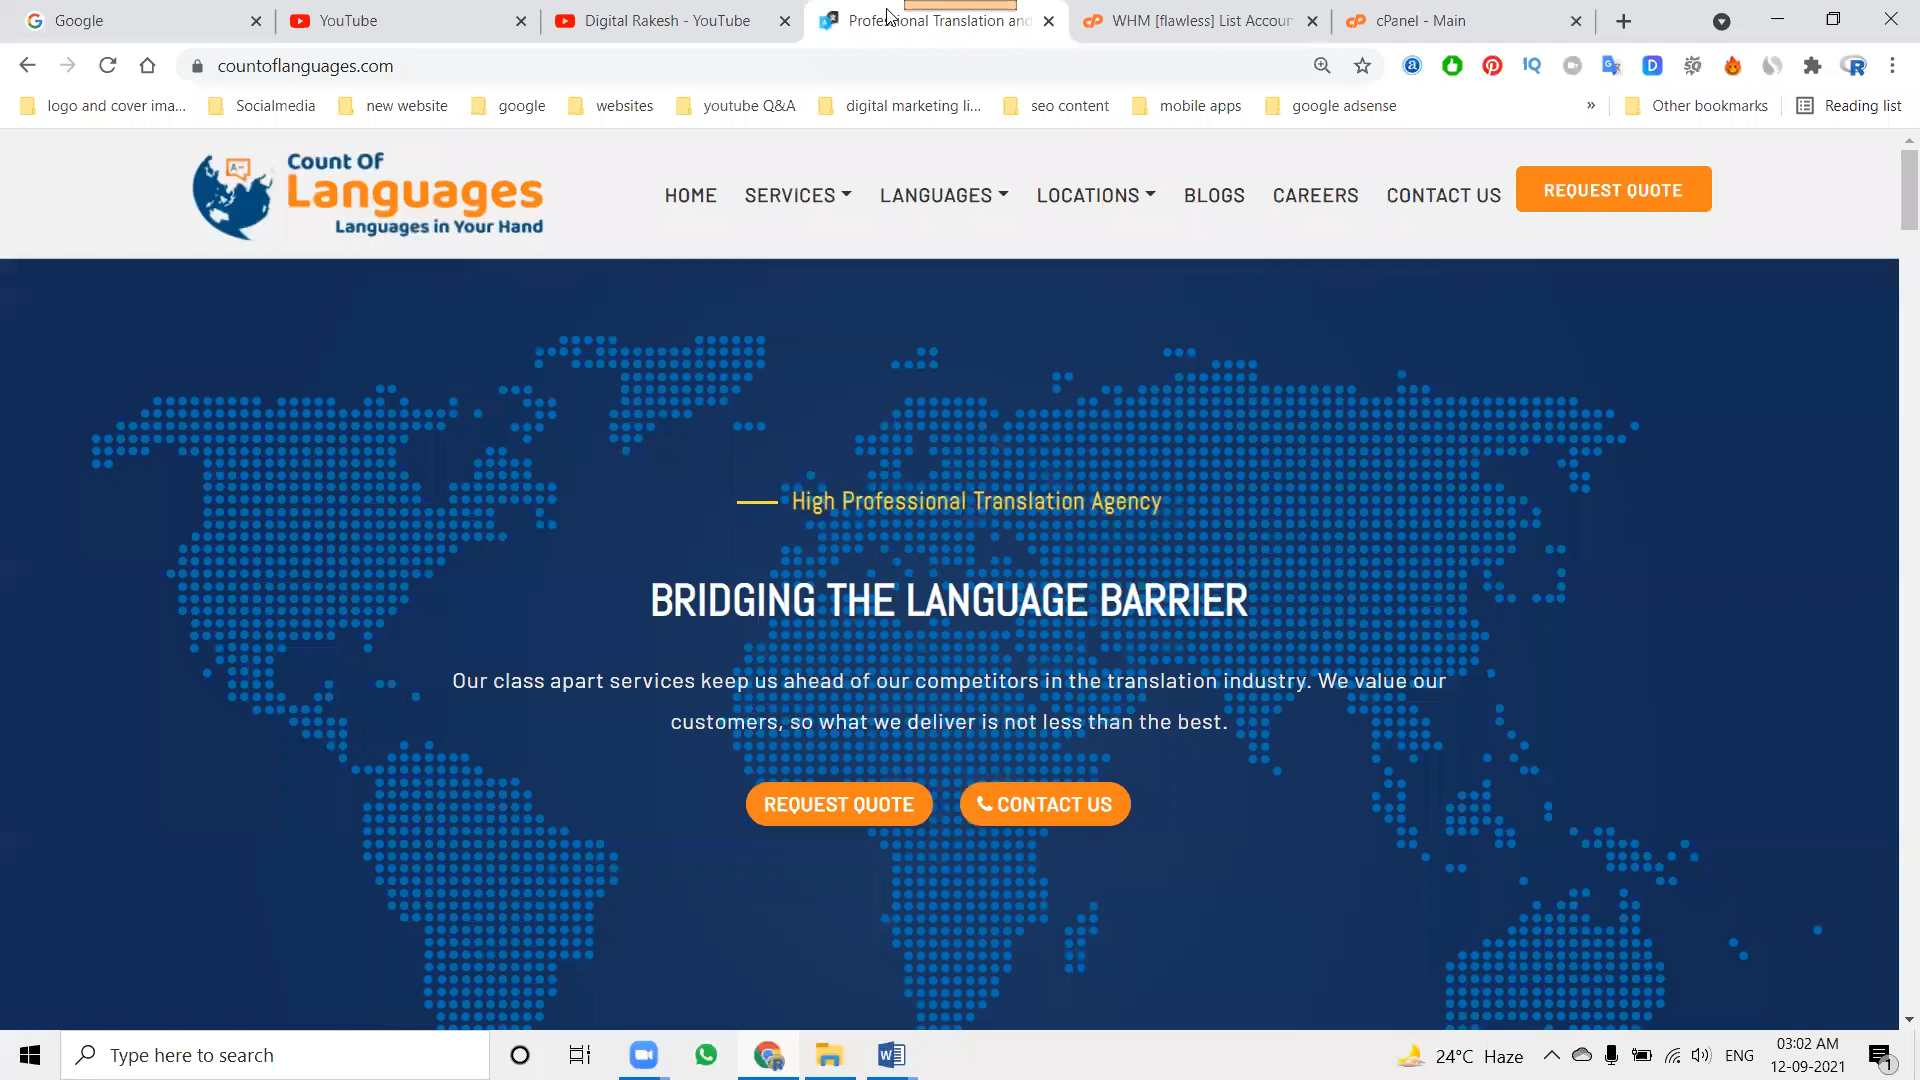 Google
YouTube
Digital Rakesh - YouTube
Professional Translation and
WHM [flawless] List Accoun
cPanel - Main
countoflanguages.com
logo and cover ima...
Socialmedia
new website
google
websites
youtube Q&A
digital marketing li...
seo content
mobile apps
google adsense
»
Other bookmarks
Reading list
Count Of
Languages
Languages in Your Hand
HOME
SERVICES
LANGUAGES
LOCATIONS
BLOGS
CAREERS
CONTACT US
REQUEST QUOTE
High Professional Translation Agency
BRIDGING THE LANGUAGE BARRIER
Our class apart services keep us ahead of our competitors in the translation industry. We value our
customers, so what we deliver is not less than the best.
REQUEST QUOTE
CONTACT US
Type here to search
24°C Haze
ENG
03:02 AM
12-09-2021
1